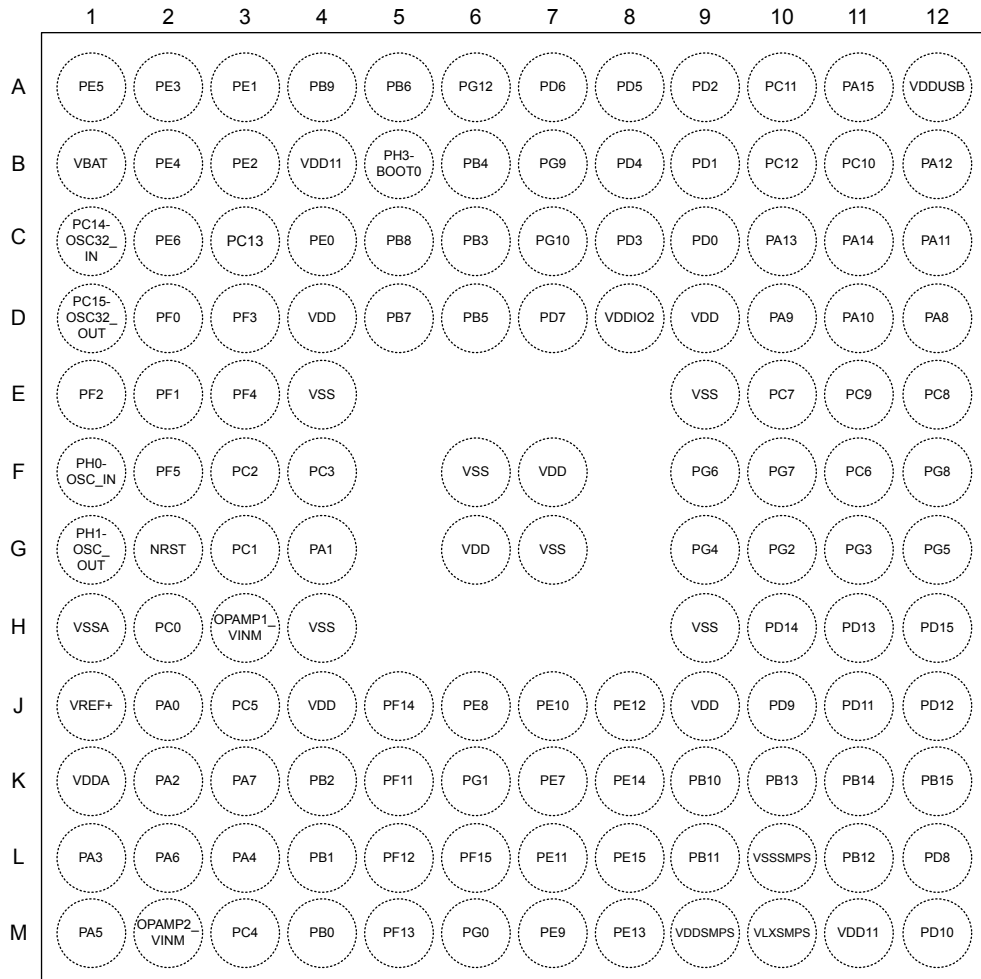 1 2 3 4 5 6 7 8 9 10 11 12
A PE5 PE3 PE1 PB9 PB6 PG12 PD6 PD5 PD2 PC11 PA15 VDDUSB
B VBAT PE4 PE2 VDD11 PH3-BOOT0 PB4 PG9 PD4 PD1 PC12 PC10 PA12
C PC14-OSC32_IN PE6 PC13 PE0 PB8 PB3 PG10 PD3 PD0 PA13 PA14 PA11
D PC15-OSC32_OUT PF0 PF3 VDD PB7 PB5 PD7 VDDIO2 VDD PA9 PA10 PA8
E PF2 PF1 PF4 VSS VSS PC7 PC9 PC8
F PH0-OSC_IN PF5 PC2 PC3 VSS VDD PG6 PG7 PC6 PG8
G PH1-OSC_OUT NRST PC1 PA1 VDD VSS PG4 PG2 PG3 PG5
H VSSA PC0 OPAMP1_VINM VSS VSS PD14 PD13 PD15
J VREF+ PA0 PC5 VDD PF14 PE8 PE10 PE12 VDD PD9 PD11 PD12
K VDDA PA2 PA7 PB2 PF11 PG1 PE7 PE14 PB10 PB13 PB14 PB15
L PA3 PA6 PA4 PB1 PF12 PF15 PE11 PE15 PB11 VSSSMPS PB12 PD8
M PA5 OPAMP2_VINM PC4 PB0 PF13 PG0 PE9 PE13 VDDSMPS VLXSMPS VDD11 PD10